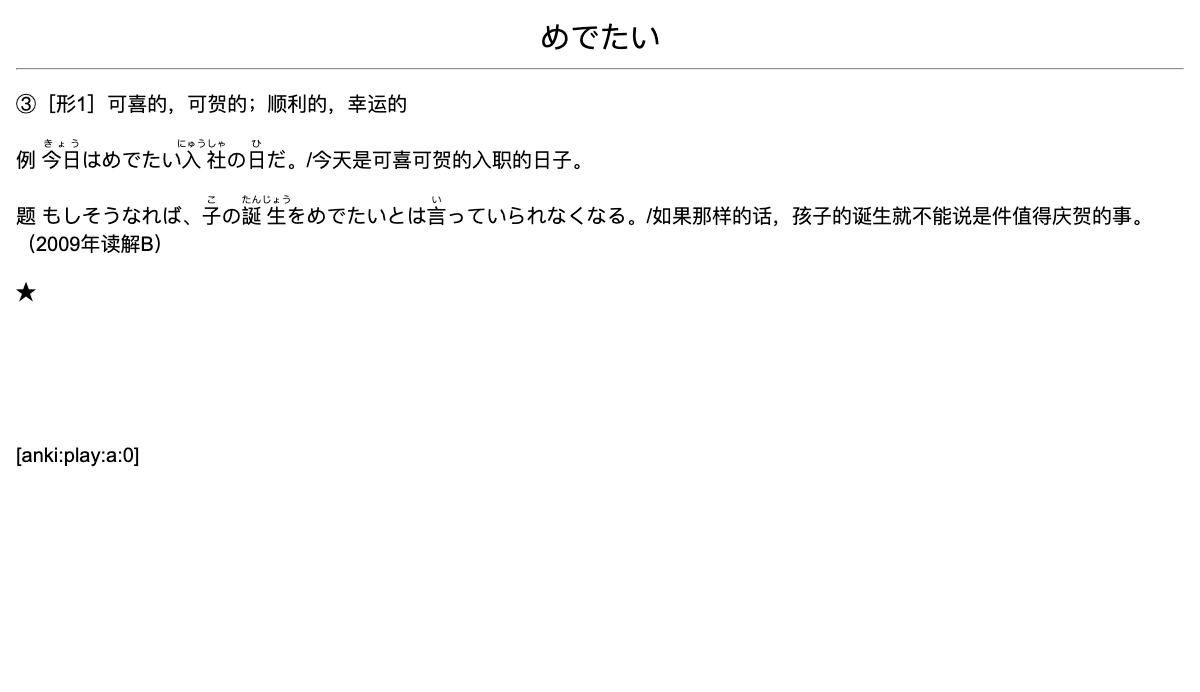 めでたい
③［形1］可喜的，可贺的；顺利的，幸运的
きょう にゅうしゃ ひ
例 今日はめでたい入社の日だ。/今天是可喜可贺的入职的日子。
こ たんじょう い
题 もしそうなれば、子の誕生をめでたいとは言っていられなくなる。/如果那样的话，孩子的诞生就不能说是件值得庆贺的事。
（2009年读解B）
★
[anki:play:a:0]